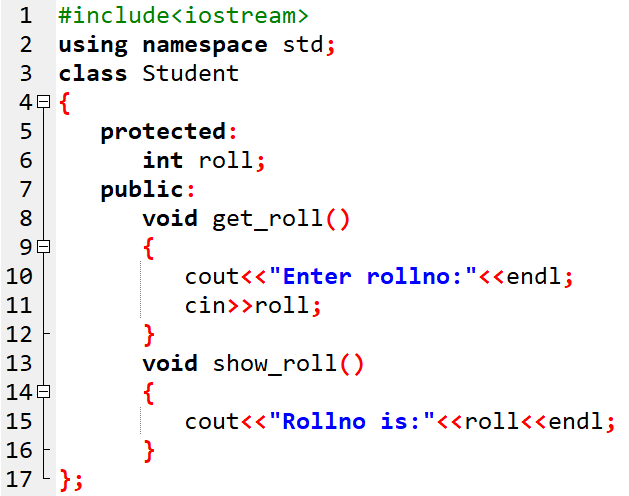 1 #include<iostream>
2 using namespace std;
3 class Student
4 {
5 protected:
6 int roll;
7 public:
8 void get_roll()
9 {
10 cout<<"Enter rollno:"<<endl;
11 cin>>roll;
12 }
13 void show_roll()
14 {
15 cout<<"Rollno is:"<<roll<<endl;
16 }
17 };